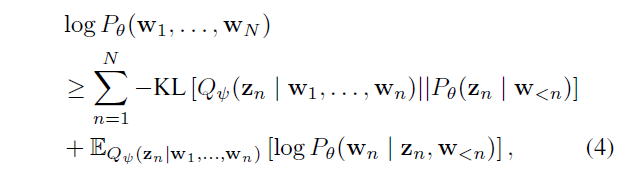 log P_θ(w_1, …, w_N)
≥ ∑_{n=1}^{N} −KL [Q_ψ(z_n | w_1, …, w_n)||P_θ(z_n | w_{<n})]
+ 𝔼_{Q_ψ(z_n|w_1,…,w_n)} [log P_θ(w_n | z_n, w_{<n})] , (4)